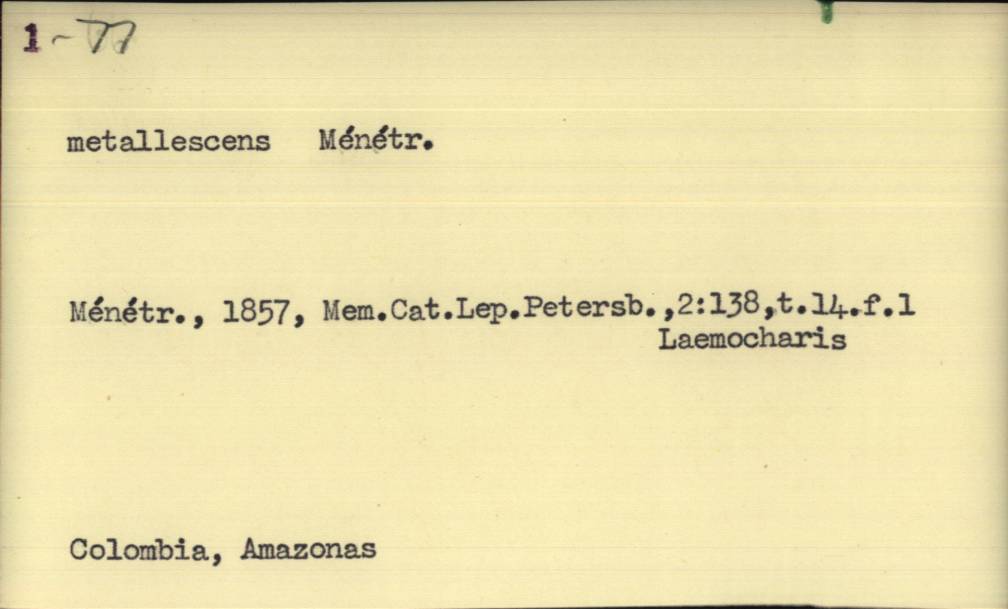 1-77
metallescens Ménétr.
Ménétr., 1857, Mem.Cat.Lep.Petersb.,2:138,t.14.f.1
Laemocharis
Colombia, Amazonas